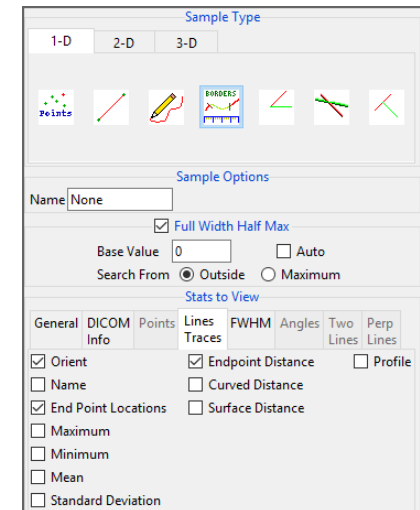 Sample Type
1-D 2-D 3-D
Points
BORDERS
Sample Options
Name None
Full Width Half Max
Base Value 0 Auto
Search From Outside Maximum
Stats to View
General DICOM Info Points Lines Traces FWHM Angles Two Lines Perp Lines
Orient Endpoint Distance Profile
Name Curved Distance
End Point Locations Surface Distance
Maximum
Minimum
Mean
Standard Deviation